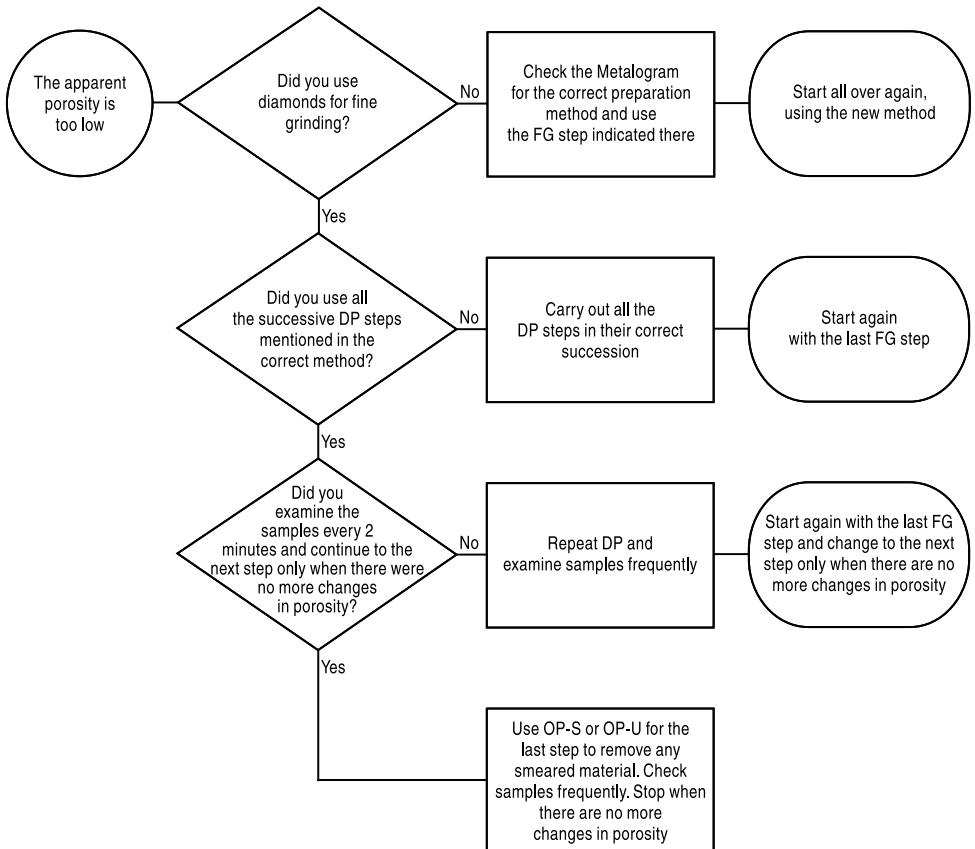 The apparent
porosity is
too low
Did you use
diamonds for fine
grinding?
No
Check the Metalogram
for the correct preparation
method and use
the FG step indicated there
Start all over again,
using the new method
Yes
Did you use all
the successive DP steps
mentioned in the
correct method?
No
Carry out all the
DP steps in their correct
succession
Start again
with the last FG step
Yes
Did you
examine the
samples every 2
minutes and continue to the
next step only when there were
no more changes
in porosity?
No
Repeat DP and
examine samples frequently
Start again with the last FG
step and change to the next
step only when there are no
more changes in porosity
Yes
Use OP-S or OP-U for the
last step to remove any
smeared material. Check
samples frequently. Stop when
there are no more
changes in porosity